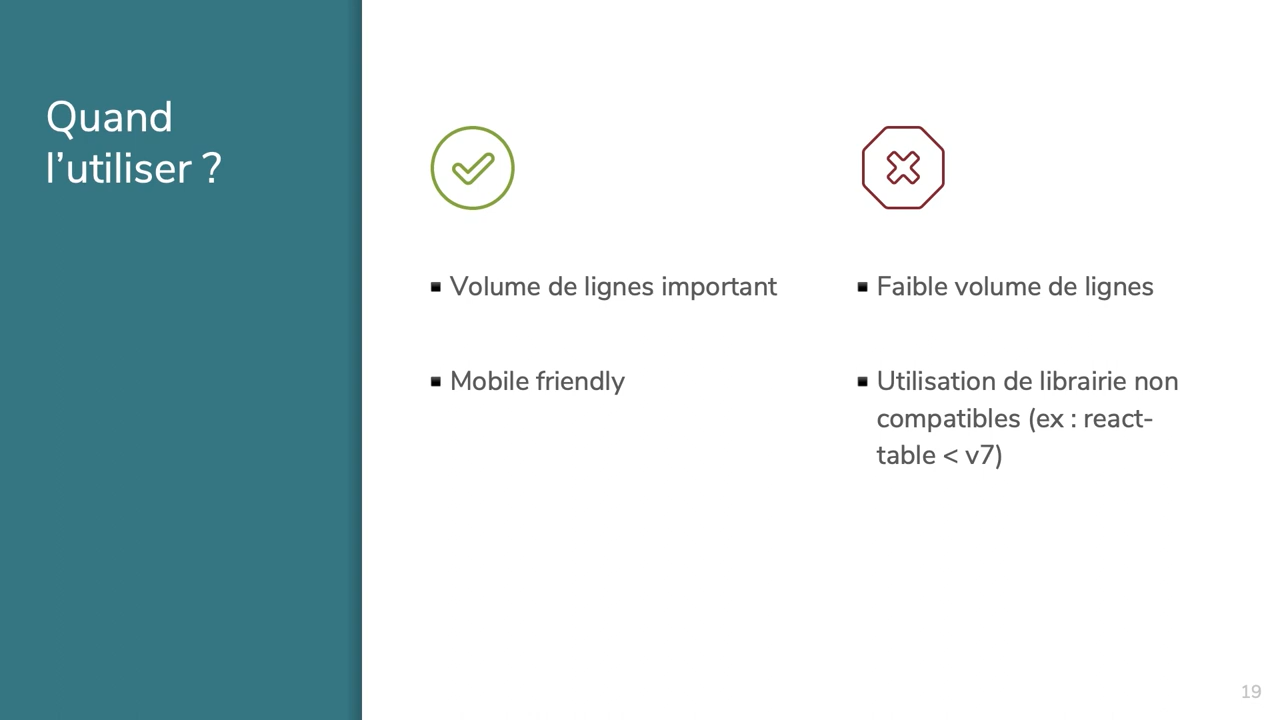 Quand
l’utiliser ?
Volume de lignes important
Mobile friendly
Faible volume de lignes
Utilisation de librairie non
compatibles (ex : react-
table < v7)
19